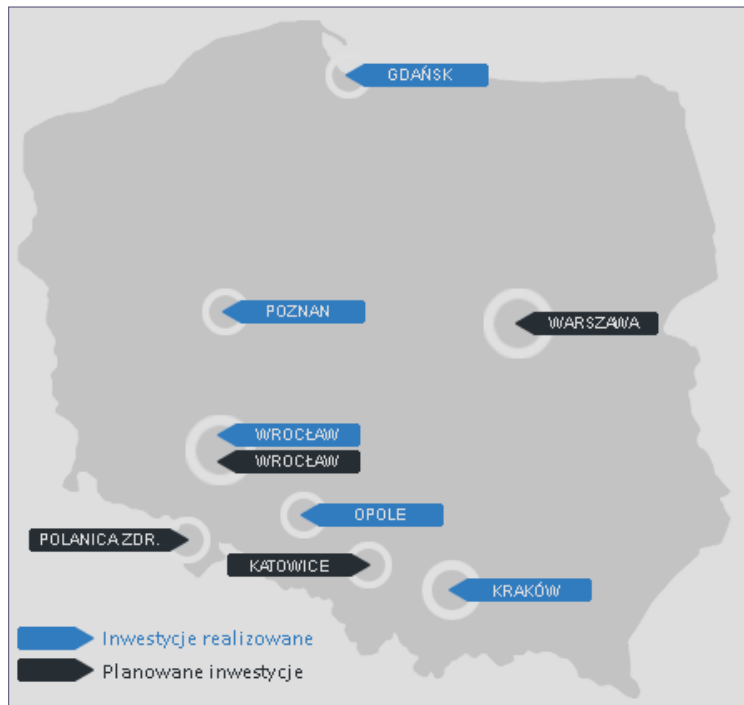 GDAŃSK
POZNAN
WARSZAWA
WROCŁAW
WROCŁAW
OPOLE
POLANICA ZDR.
KATOWICE
KRAKÓW
Inwestycje realizowane
Planowane inwestycje